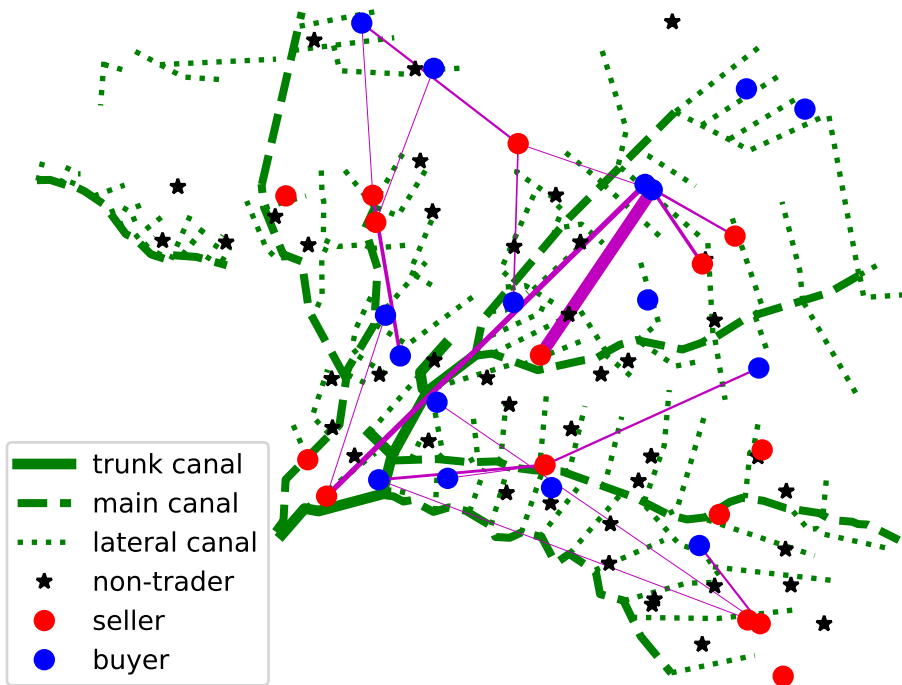 trunk canal
main canal
lateral canal
non-trader
seller
buyer